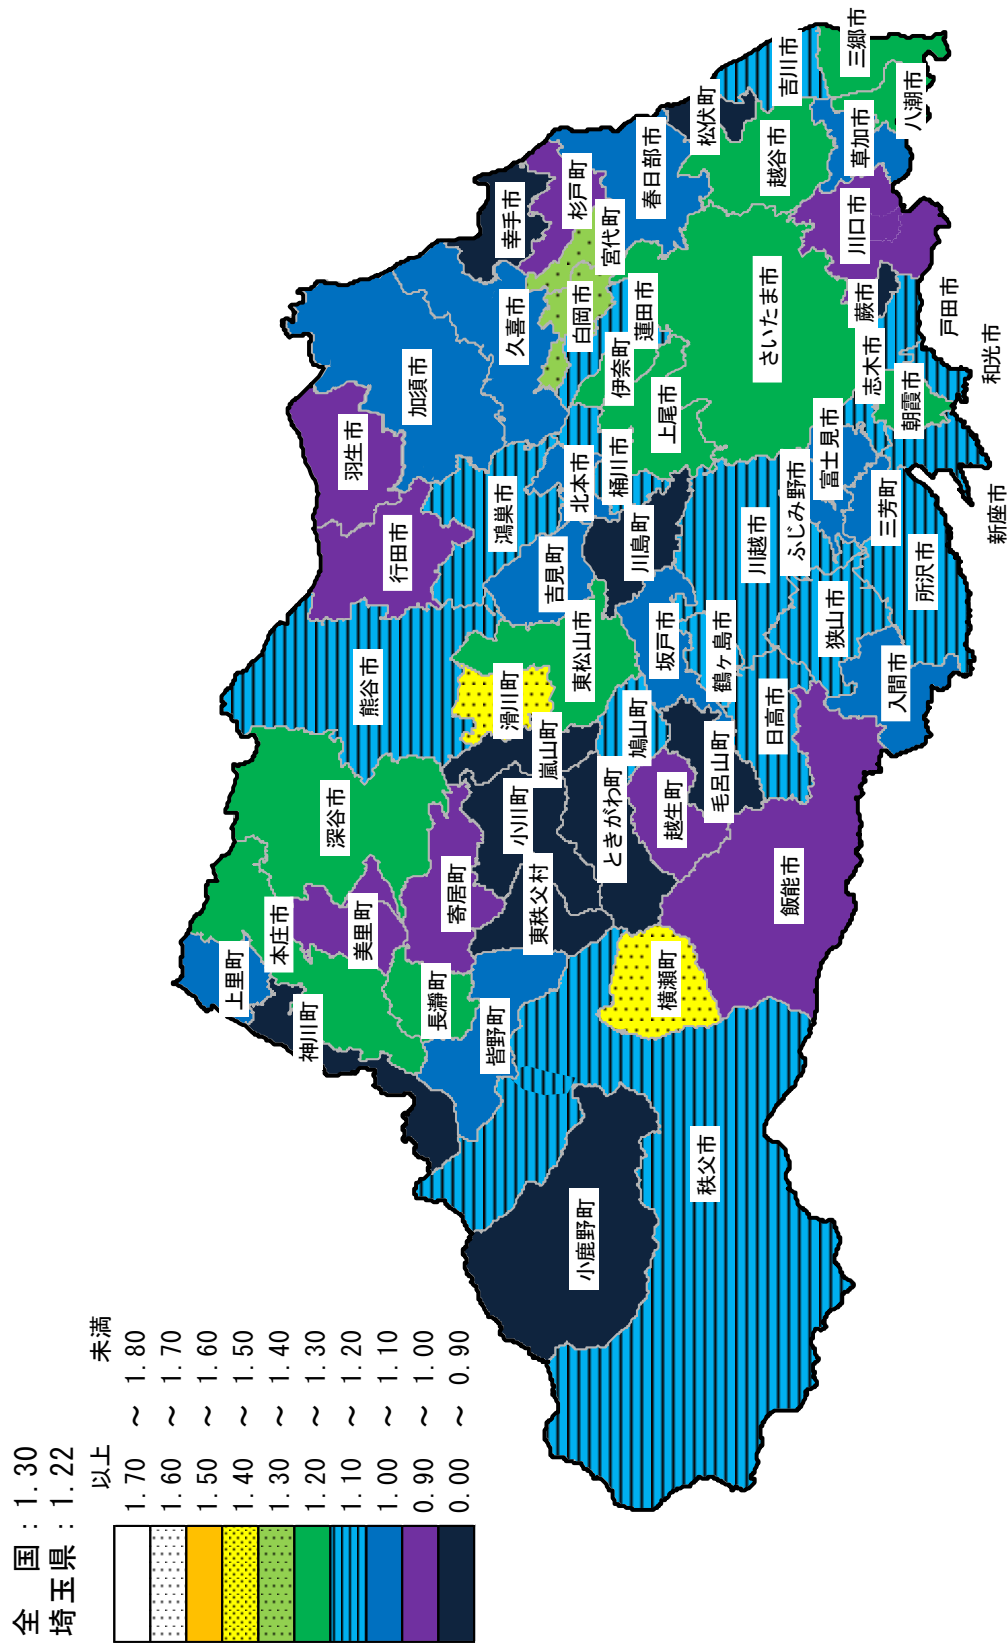 全　国：1.30
埼玉県：1.22
以上　未満
1.70 ～ 1.80
1.60 ～ 1.70
1.50 ～ 1.60
1.40 ～ 1.50
1.30 ～ 1.40
1.20 ～ 1.30
1.10 ～ 1.20
1.00 ～ 1.10
0.90 ～ 1.00
0.00 ～ 0.90
上里町
本庄市
神川町
深谷市
美里町
長瀞町
寄居町
皆野町
熊谷市
行田市
羽生市
加須市
久喜市
幸手市
杉戸町
鴻巣市
滑川町
小川町
嵐山町
東秩父村
東松山市
吉見町
北本市
白岡市
宮代町
春日部市
松伏町
吉川市
小鹿野町
横瀬町
ときがわ町
鳩山町
越生町
毛呂山町
坂戸市
鶴ヶ島市
川島町
桶川市
伊奈町
蓮田市
上尾市
さいたま市
越谷市
三郷市
八潮市
草加市
川口市
蕨市
戸田市
和光市
志木市
朝霞市
新座市
富士見市
三芳町
ふじみ野市
川越市
狭山市
所沢市
入間市
日高市
飯能市
秩父市